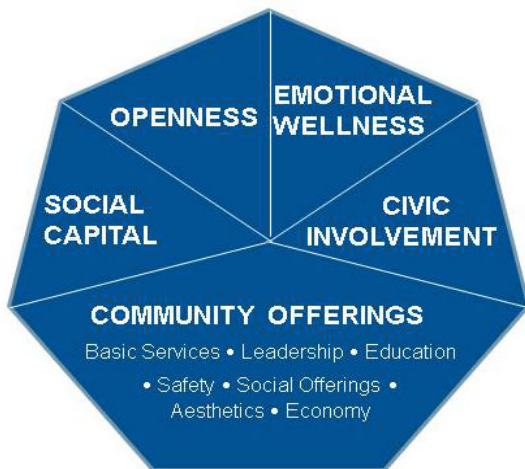 OPENNESS
EMOTIONAL
WELLNESS
SOCIAL
CAPITAL
CIVIC
INVOLVEMENT
COMMUNITY OFFERINGS
Basic Services • Leadership • Education
• Safety • Social Offerings •
Aesthetics • Economy